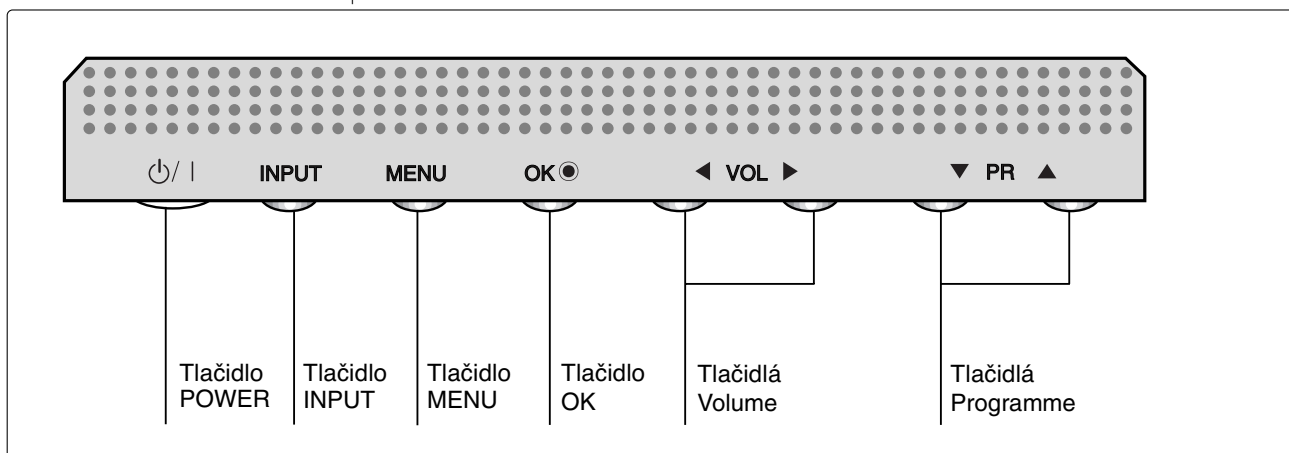 ⏻/ I INPUT MENU OK◉ ◀ VOL ▶ ▼ PR ▲
Tlačidlo
POWER
Tlačidlo
INPUT
Tlačidlo
MENU
Tlačidlo
OK
Tlačidlá
Volume
Tlačidlá
Programme